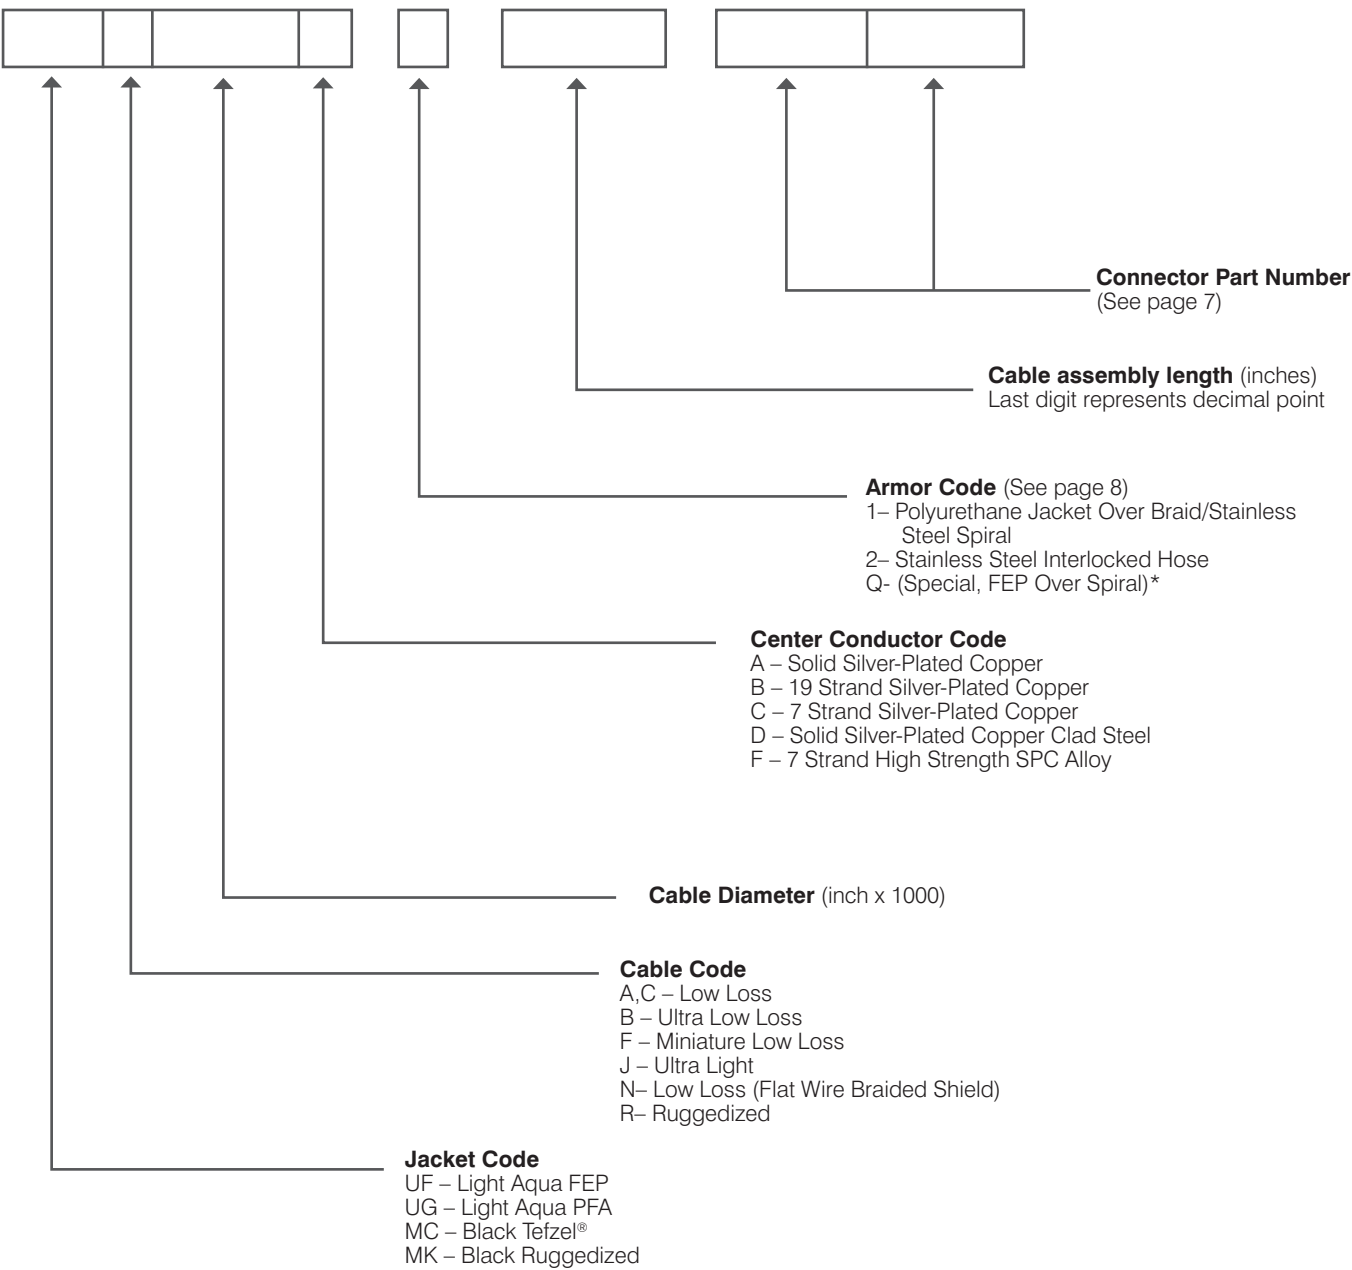 Connector Part Number
(See page 7)
Cable assembly length (inches)
Last digit represents decimal point
Armor Code (See page 8)
1– Polyurethane Jacket Over Braid/Stainless
Steel Spiral
2– Stainless Steel Interlocked Hose
Q- (Special, FEP Over Spiral)*
Center Conductor Code
A – Solid Silver-Plated Copper
B – 19 Strand Silver-Plated Copper
C – 7 Strand Silver-Plated Copper
D – Solid Silver-Plated Copper Clad Steel
F – 7 Strand High Strength SPC Alloy
Cable Diameter (inch x 1000)
Cable Code
A,C – Low Loss
B – Ultra Low Loss
F – Miniature Low Loss
J – Ultra Light
N– Low Loss (Flat Wire Braided Shield)
R– Ruggedized
Jacket Code
UF – Light Aqua FEP
UG – Light Aqua PFA
MC – Black Tefzel®
MK – Black Ruggedized